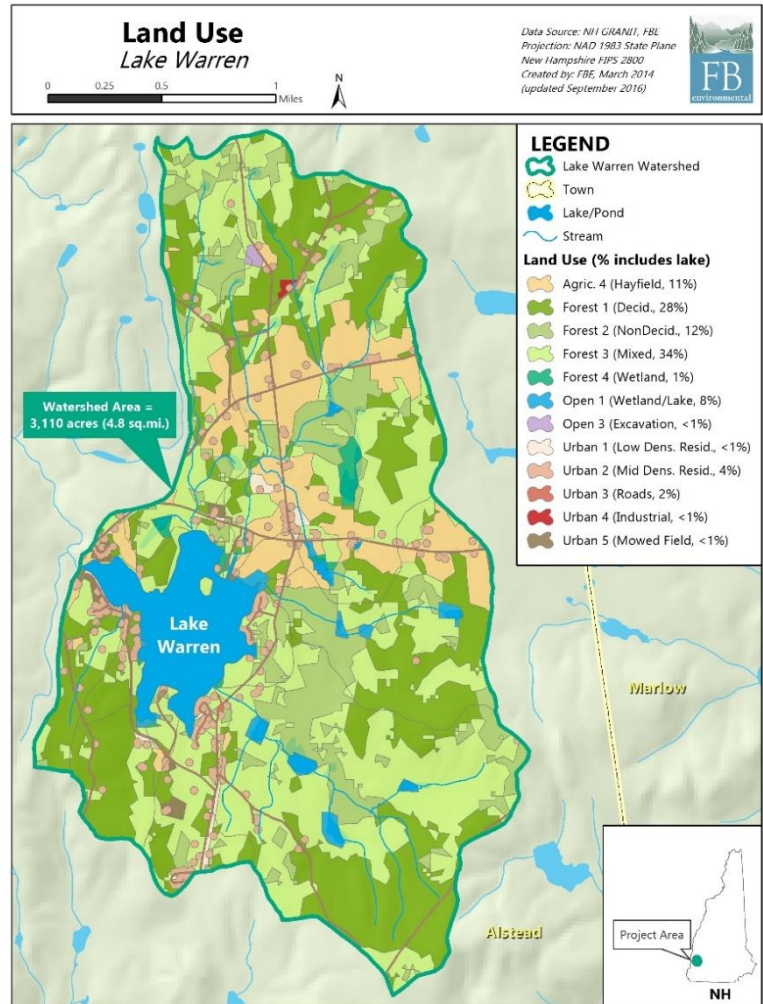 Land Use
Lake Warren
0 0.25 0.5 1
Miles
N
Data Source: NH GRANIT, FBE
Projection: NAD 1983 State Plane
New Hampshire FIPS 2800
Created by: FBE, March 2014
(updated September 2016)
FB
environmental
LEGEND
Lake Warren Watershed
Town
Lake/Pond
Stream
Land Use (% includes lake)
Agric. 4 (Hayfield, 11%)
Forest 1 (Decid., 28%)
Forest 2 (NonDecid., 12%)
Forest 3 (Mixed, 34%)
Forest 4 (Wetland, 1%)
Open 1 (Wetland/Lake, 8%)
Open 3 (Excavation, <1%)
Urban 1 (Low Dens. Resid., <1%)
Urban 2 (Mid Dens. Resid., 4%)
Urban 3 (Roads, 2%)
Urban 4 (Industrial, <1%)
Urban 5 (Mowed Field, <1%)
Watershed Area =
3,110 acres (4.8 sq.mi.)
Lake
Warren
Marlow
Alstead
Project Area
NH